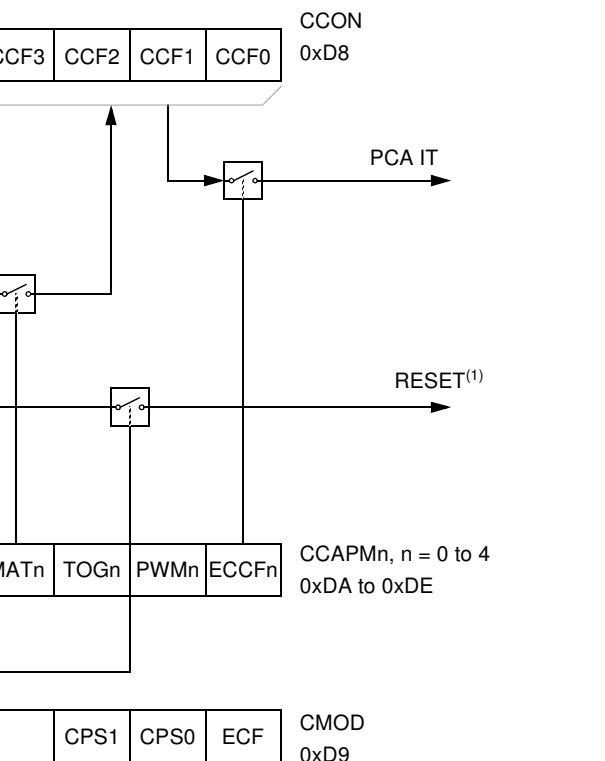 CCON
CCF3 CCF2 CCF1 CCF0
0xD8
PCA IT
RESET(1)
CCAPMn, n = 0 to 4
TOGn PWMn ECCFn
0xDA to 0xDE
CMOD
CPS1 CPS0 ECF
0xD9